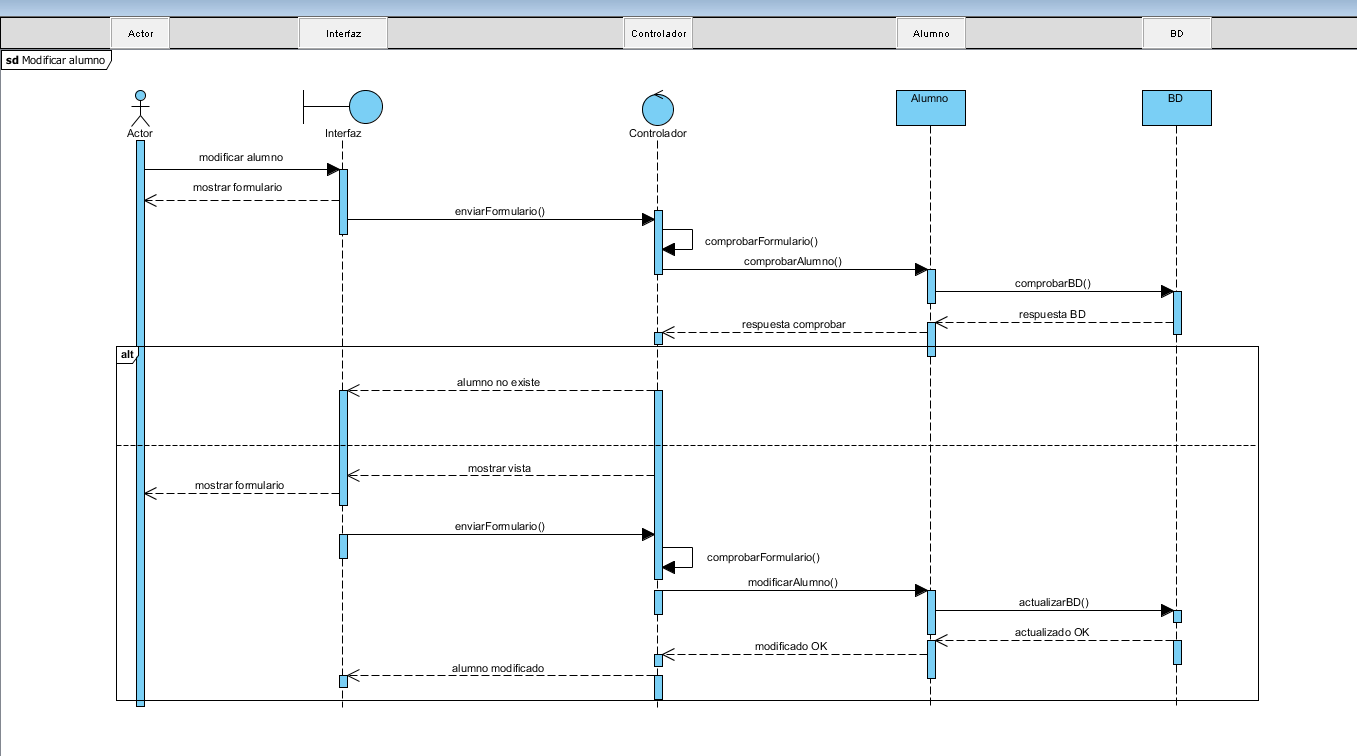 Actor Interfaz Controlador Alumno BD
sd Modificar alumno
Alumno BD
Actor Interfaz Controlador
modificar alumno
mostrar formulario
enviarFormulario()
comprobarFormulario()
comprobarAlumno()
comprobarBD()
respuesta BD
respuesta comprobar
alt
alumno no existe
mostrar vista
mostrar formulario
enviarFormulario()
comprobarFormulario()
modificarAlumno()
actualizarBD()
actualizado OK
modificado OK
alumno modificado